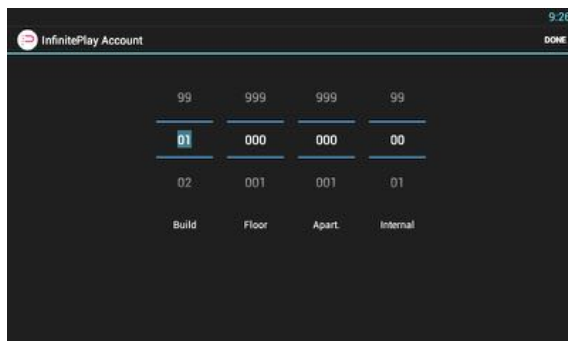 9:26
InfinitePlay Account
DONE
99 999 999 99
01 000 000 00
02 001 001 01
Build Floor Apart. Internal